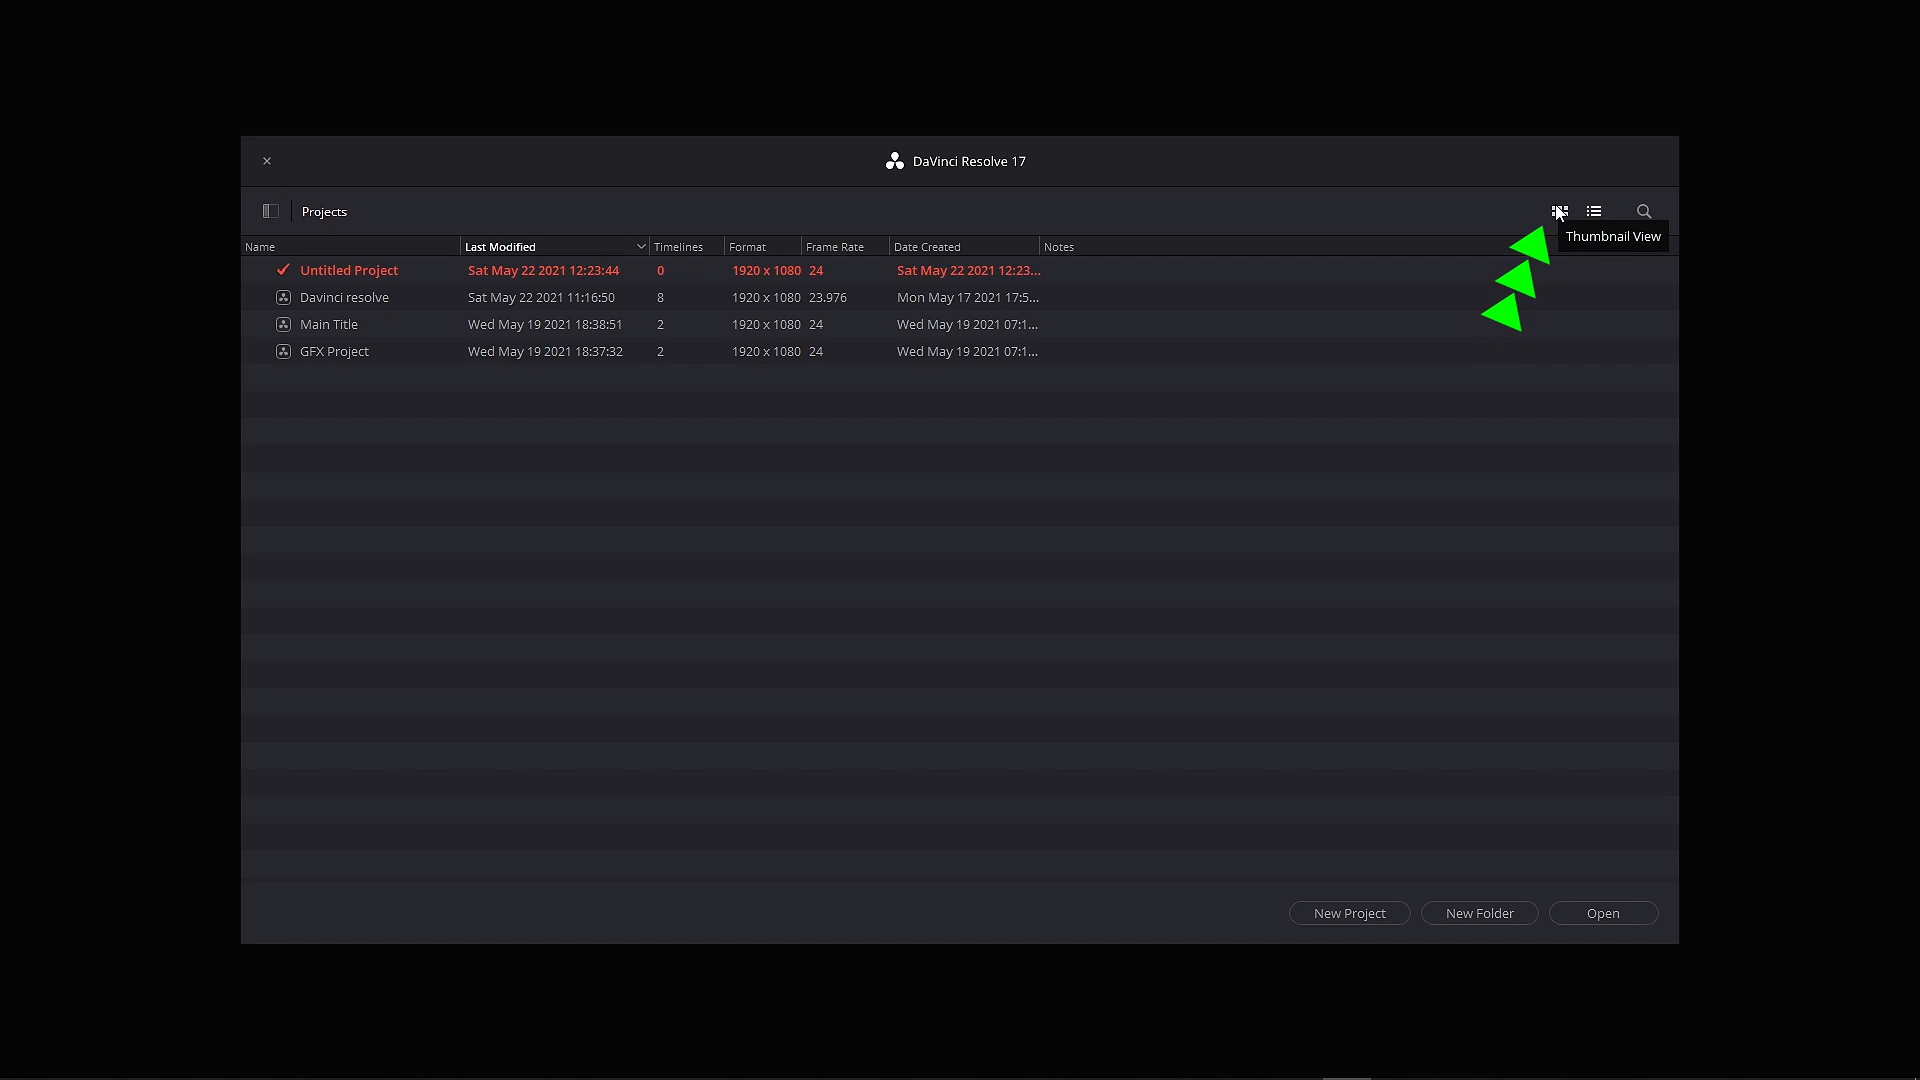 DaVinci Resolve 17
Projects
Thumbnail View
Name Last Modified Timelines Format Frame Rate Date Created Notes
Untitled Project Sat May 22 2021 12:23:44 0 1920 x 1080 24 Sat May 22 2021 12:23...
Davinci resolve Sat May 22 2021 11:16:50 8 1920 x 1080 23.976 Mon May 17 2021 17:5...
Main Title Wed May 19 2021 18:38:51 2 1920 x 1080 24 Wed May 19 2021 07:1...
GFX Project Wed May 19 2021 18:37:32 2 1920 x 1080 24 Wed May 19 2021 07:1...
New Project New Folder Open